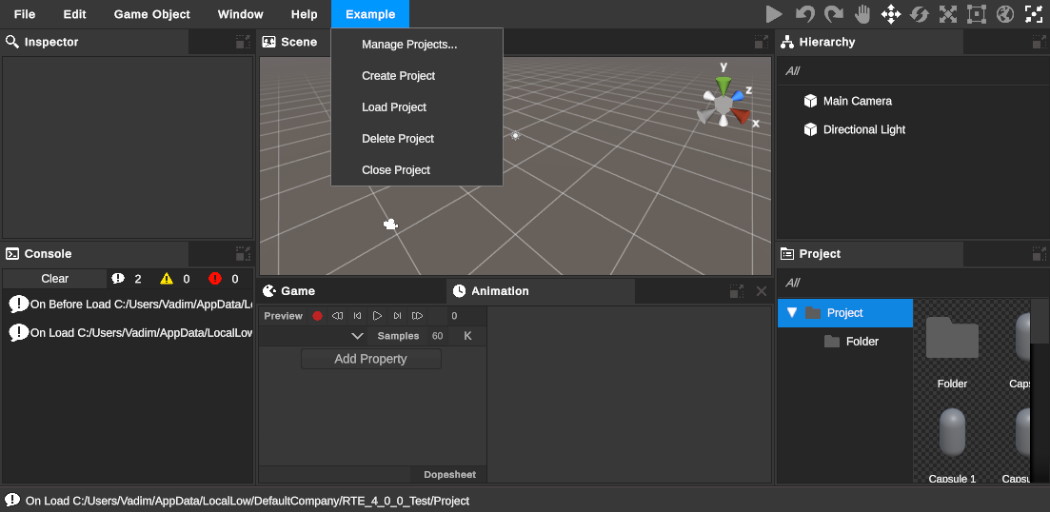 File Edit Game Object Window Help Example
Inspector
Scene
Hierarchy
Manage Projects...
Create Project
Load Project
Delete Project
Close Project
y
z
x
All
Main Camera
Directional Light
Console
Clear 2 0 0
On Before Load C:/Users/Vadim/AppData/L
On Load C:/Users/Vadim/AppData/LocalLow
Game
Animation
Preview 0
Samples 60 K
Add Property
Dopesheet
Project
All
Project
Folder
Folder
Caps
Capsule 1
Capsu
On Load C:/Users/Vadim/AppData/LocalLow/DefaultCompany/RTE_4_0_0_Test/Project